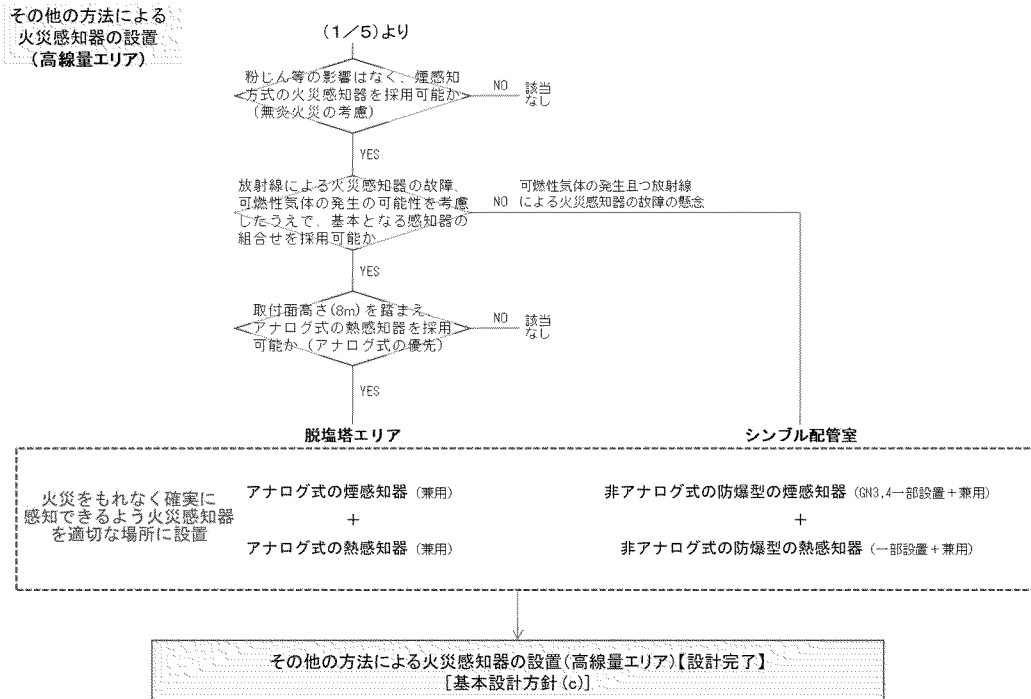 その他の方法による
火災感知器の設置
(高線量エリア)
(1/5)より
粉じん等の影響はなく、煙感知
方式の火災感知器を採用可能か
(無炎火災の考慮)
NO
該当
なし
YES
放射線による火災感知器の故障、
可燃性気体の発生の可能性を考慮
したうえで、基本となる感知器の
組合せを採用可能か
NO
可燃性気体の発生且つ放射線
による火災感知器の故障の懸念
YES
取付面高さ(8m)を踏まえ、
アナログ式の熱感知器を採用
可能か(アナログ式の優先)
NO
該当
なし
YES
脱塩塔エリア
シンブル配管室
火災をもれなく確実に
感知できるよう火災感知器
を適切な場所に設置
アナログ式の煙感知器(兼用)
+
アナログ式の熱感知器(兼用)
非アナログ式の防爆型の煙感知器(GN3,4一部設置+兼用)
+
非アナログ式の防爆型の熱感知器(一部設置+兼用)
その他の方法による火災感知器の設置(高線量エリア)【設計完了】
[基本設計方針(c)]